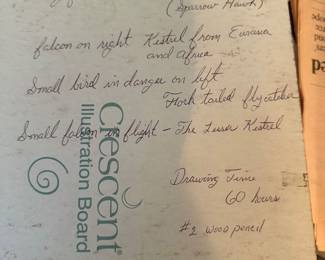 (Sparrow Hawk)
falcon on right Kestrel from Eurasia
and Africa
Small bird in danger on left
Fork tailed flycatcher
Small falcon in flight - The Lesser Kestrel
Drawing Time
60 hours
#2 wood pencil
Crescent
Illustration Board